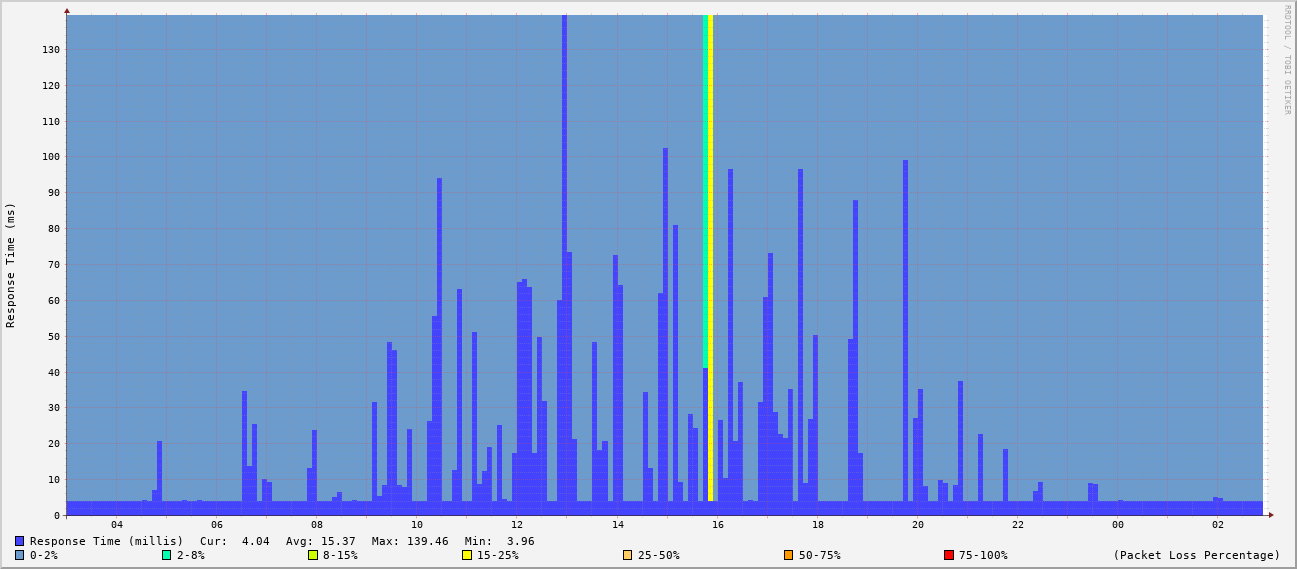 RRDTOOL / TOBI OETIKER
Response Time (ms)
130
120
110
100
90
80
70
60
50
40
30
20
10
0
04 06 08 10 12 14 16 18 20 22 00 02
Response Time (millis) Cur: 4.04 Avg: 15.37 Max: 139.46 Min: 3.96
0-2% 2-8% 8-15% 15-25% 25-50% 50-75% 75-100% (Packet Loss Percentage)